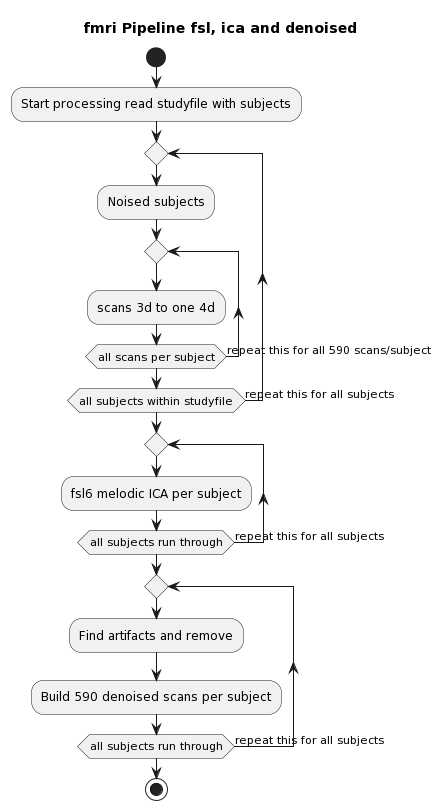 fmri Pipeline fsl, ica and denoised
Start processing read studyfile with subjects
Noised subjects
scans 3d to one 4d
all scans per subject
repeat this for all 590 scans/subject
all subjects within studyfile
repeat this for all subjects
fsl6 melodic ICA per subject
all subjects run through
repeat this for all subjects
Find artifacts and remove
Build 590 denoised scans per subject
all subjects run through
repeat this for all subjects